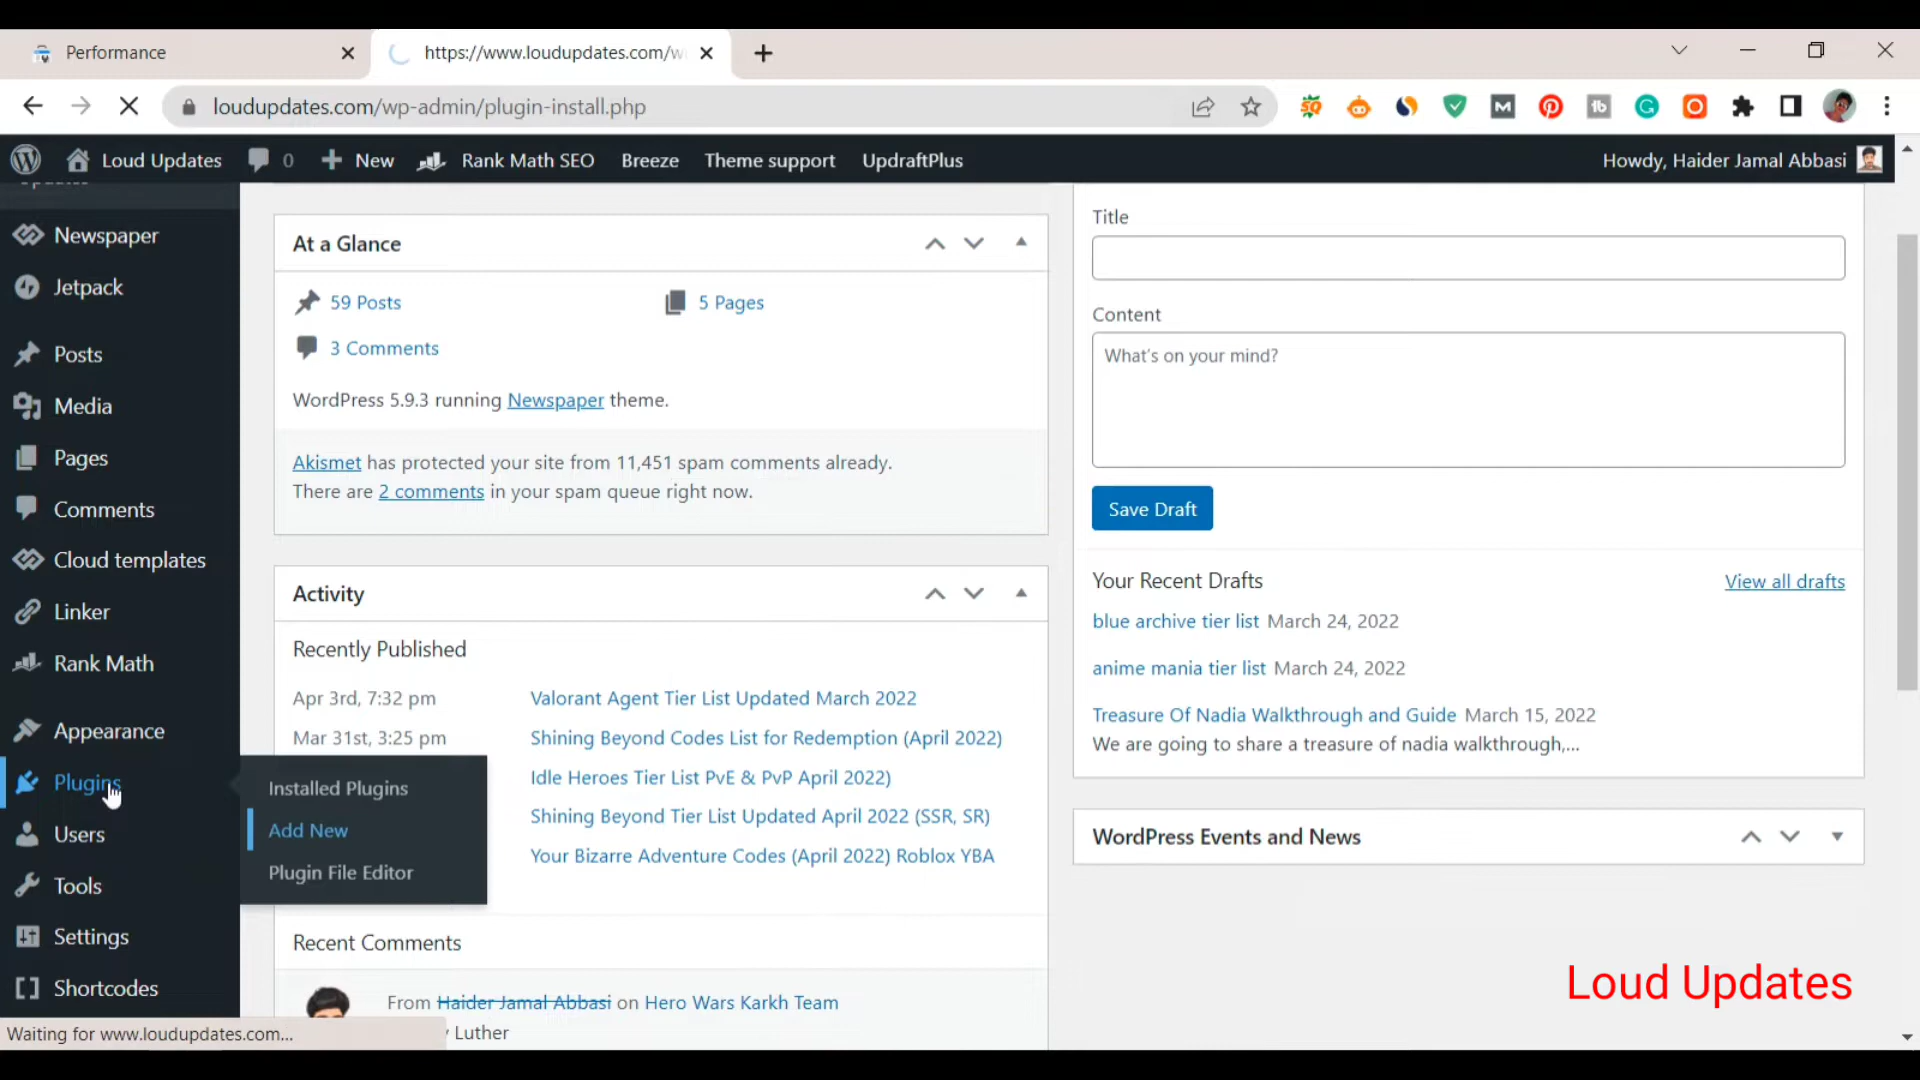 Performance
https://www.loudupdates.com/w
loudupdates.com/wp-admin/plugin-install.php
Loud Updates
0
New
Rank Math SEO
Breeze
Theme support
UpdraftPlus
Howdy, Haider Jamal Abbasi
Updates
Newspaper
Jetpack
Posts
Media
Pages
Comments
Cloud templates
Linker
Rank Math
Appearance
Plugins
Users
Tools
Settings
Shortcodes
Installed Plugins
Add New
Plugin File Editor
At a Glance
59 Posts
5 Pages
3 Comments
WordPress 5.9.3 running Newspaper theme.
Akismet has protected your site from 11,451 spam comments already.
There are 2 comments in your spam queue right now.
Activity
Recently Published
Apr 3rd, 7:32 pm Valorant Agent Tier List Updated March 2022
Mar 31st, 3:25 pm Shining Beyond Codes List for Redemption (April 2022)
Idle Heroes Tier List PvE & PvP April 2022)
Shining Beyond Tier List Updated April 2022 (SSR, SR)
Your Bizarre Adventure Codes (April 2022) Roblox YBA
Recent Comments
From Haider Jamal Abbasi on Hero Wars Karkh Team
Luther
Title
Content
What's on your mind?
Save Draft
Your Recent Drafts
View all drafts
blue archive tier list March 24, 2022
anime mania tier list March 24, 2022
Treasure Of Nadia Walkthrough and Guide March 15, 2022
We are going to share a treasure of nadia walkthrough,...
WordPress Events and News
Loud Updates
Waiting for www.loudupdates.com...